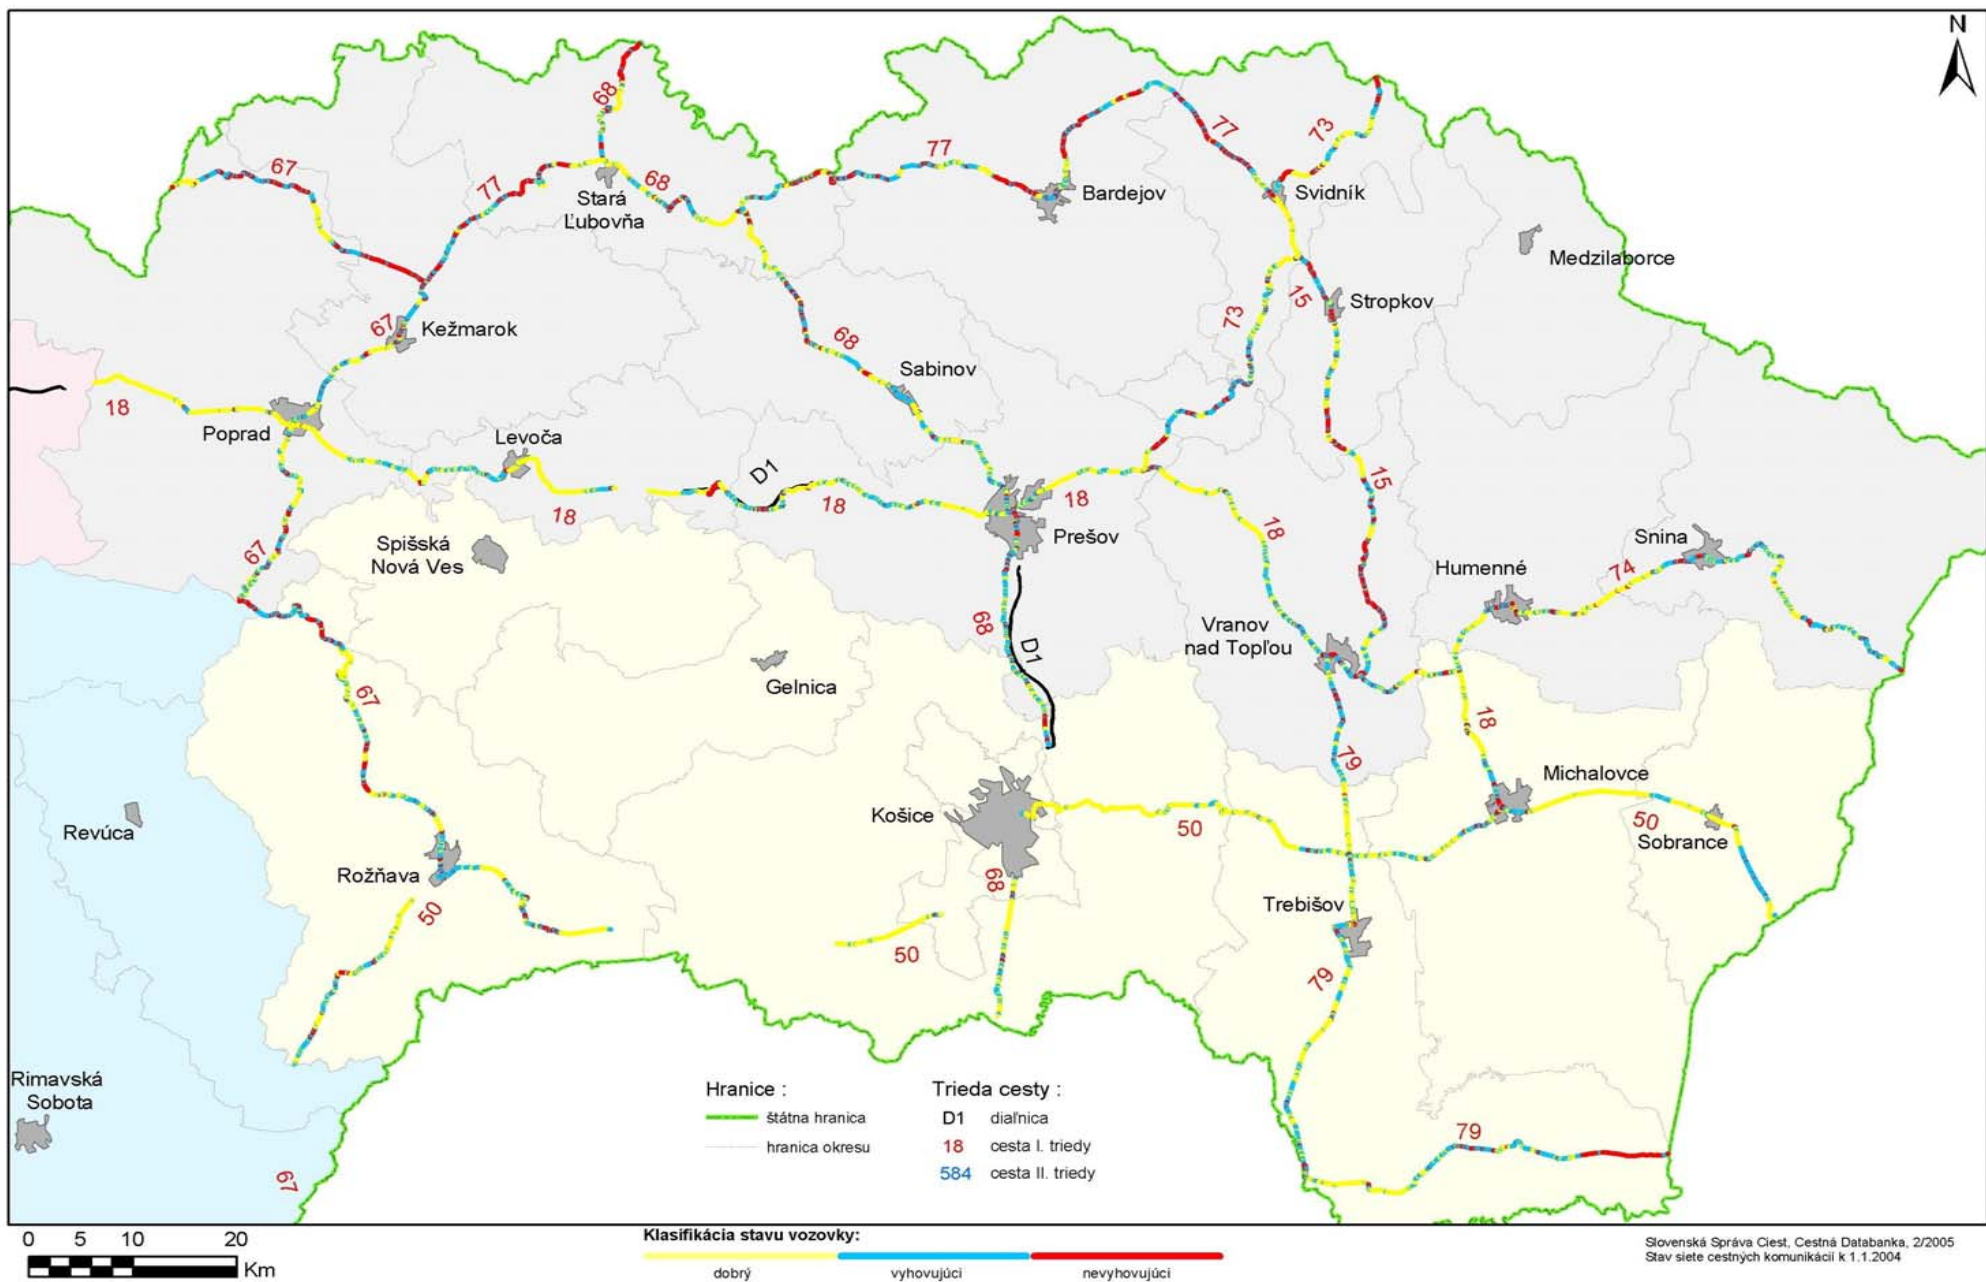 N
68
67
77
77
77
73
68
Stará
Ľubovňa
Bardejov
Svidník
Medzilaborce
67
Kežmarok
68
73
15
Stropkov
18
Poprad
Levoča
Sabinov
D1
18
18
18
18
15
67
Spišská
Nová Ves
Prešov
Humenné
74
Snina
68
D1
Vranov
nad Topľou
Gelnica
67
18
79
Michalovce
Revúca
Košice
50
50
Sobrance
Rožňava
50
68
50
Trebišov
79
Rimavská
Sobota
67
79
Hranice :
štátna hranica
hranica okresu
Trieda cesty :
D1 diaľnica
18 cesta I. triedy
584 cesta II. triedy
0 5 10 20
Km
Klasifikácia stavu vozovky:
dobrý vyhovujúci nevyhovujúci
Slovenská Správa Ciest, Cestná Databanka, 2/2005
Stav siete cestných komunikácií k 1.1.2004